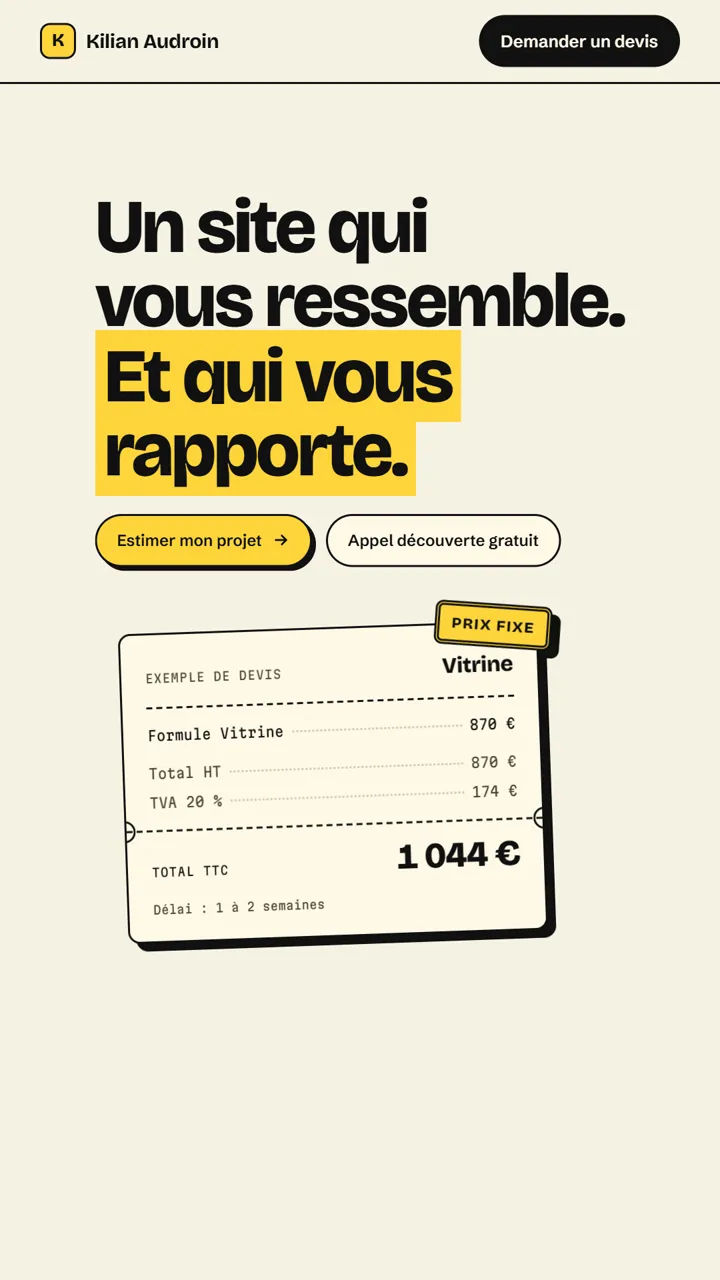 K Kilian Audroin
Demander un devis
Un site qui
vous ressemble.
Et qui vous
rapporte.
Estimer mon projet →
Appel découverte gratuit
PRIX FIXE
EXEMPLE DE DEVIS
Vitrine
Formule Vitrine 870 €
Total HT 870 €
TVA 20 % 174 €
TOTAL TTC 1 044 €
Délai : 1 à 2 semaines